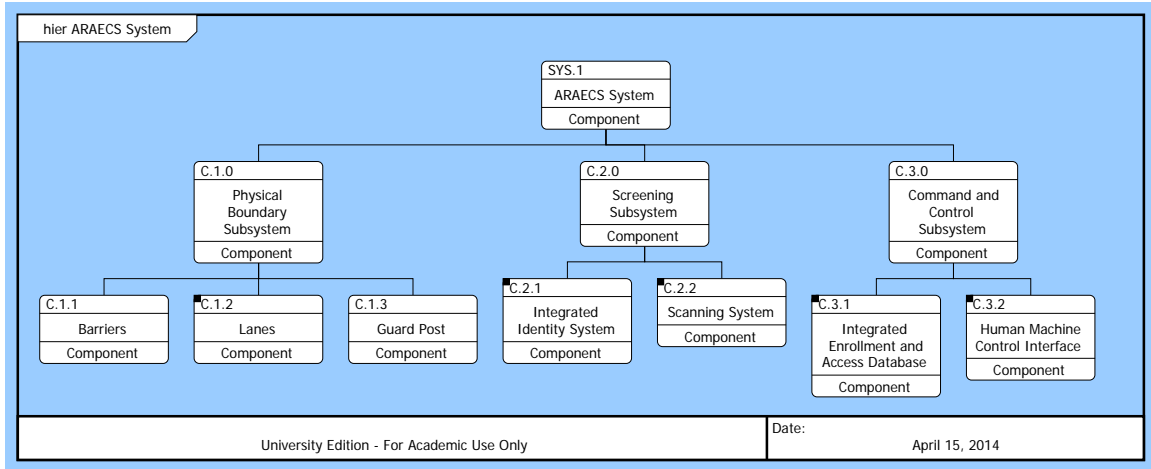 hier ARAECS System
SYS.1
ARAECS System
Component
C.1.0
Physical
Boundary
Subsystem
Component
C.2.0
Screening
Subsystem
Component
C.3.0
Command and
Control
Subsystem
Component
C.1.1
Barriers
Component
C.1.2
Lanes
Component
C.1.3
Guard Post
Component
C.2.1
Integrated
Identity System
Component
C.2.2
Scanning System
Component
C.3.1
Integrated
Enrollment and
Access Database
Component
C.3.2
Human Machine
Control Interface
Component
University Edition - For Academic Use Only
Date:
April 15, 2014